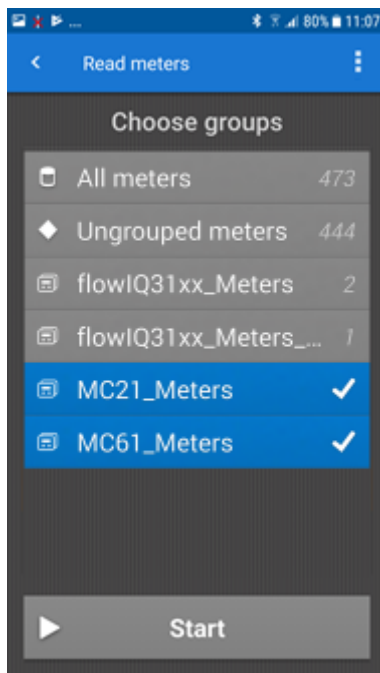 ... 80% 11:07
Read meters
Choose groups
All meters 473
Ungrouped meters 444
flowIQ31xx_Meters 2
flowIQ31xx_Meters_... 1
MC21_Meters
MC61_Meters
Start